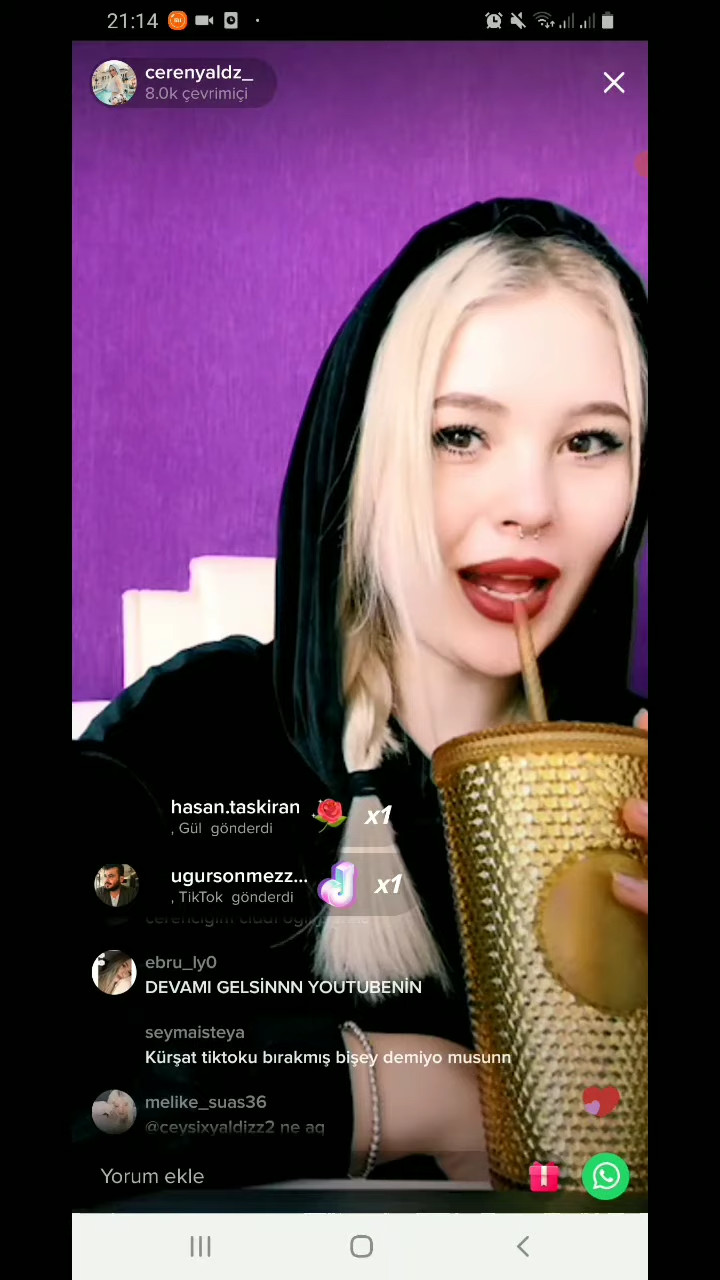 21:14
cerenyaldz_
8.0k çevrimiçi
hasan.taskiran
, Gül gönderdi
x1
ugursonmezz...
, TikTok gönderdi
x1
ebru_ly0
DEVAMI GELSİNNN YOUTUBENİN
seymaisteya
Kürşat tiktoku bırakmış bişey demiyo musunn
melike_suas36
@ceysixyaldizz2 ne aq
Yorum ekle